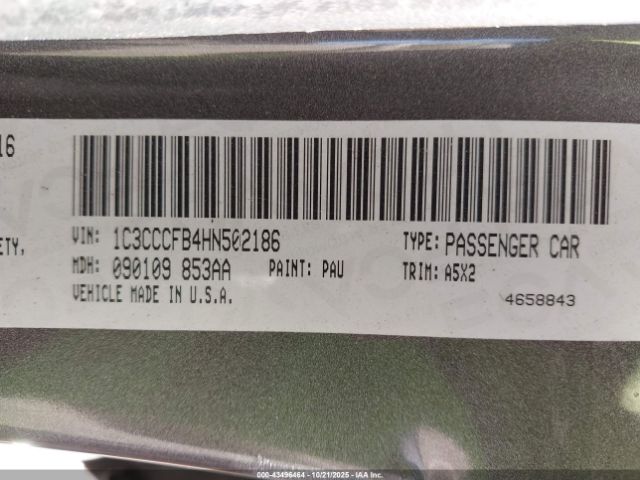 16
ETY,
VIN: 1C3CCCFB4HN502186 TYPE: PASSENGER CAR
MDH: 090109 853AA PAINT: PAU TRIM: A5X2
VEHICLE MADE IN U.S.A. 4658843
© - 43496464 | 10/21/2025 - © IAA Inc.